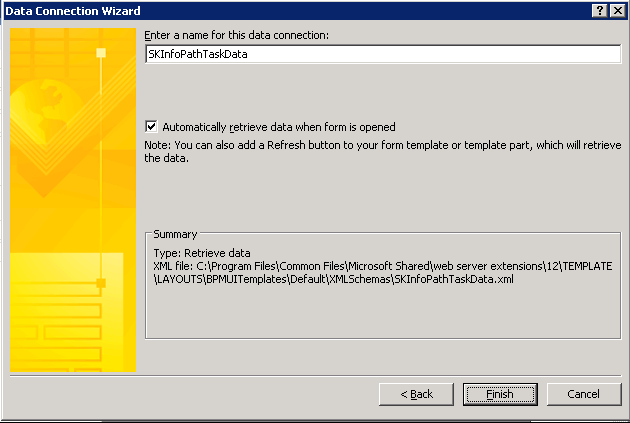 Data Connection Wizard
Enter a name for this data connection:
SKInfoPathTaskData
Automatically retrieve data when form is opened
Note: You can also add a Refresh button to your form template or template part, which will retrieve
the data.
Summary
Type: Retrieve data
XML file: C:\Program Files\Common Files\Microsoft Shared\web server extensions\12\TEMPLATE
\LAYOUTS\BPMUITemplates\Default\XMLSchemas\SKInfoPathTaskData.xml
< Back
Finish
Cancel